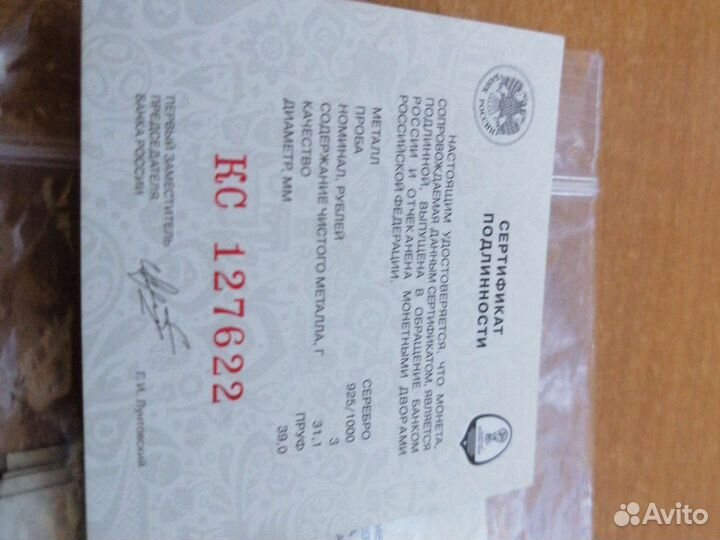 БАНК РОССИИ
СЕРТИФИКАТ
ПОДЛИННОСТИ
НАСТОЯЩИМ УДОСТОВЕРЯЕТСЯ, ЧТО МОНЕТА,
СОПРОВОЖДАЕМАЯ ДАННЫМ СЕРТИФИКАТОМ, ЯВЛЯЕТСЯ
ПОДЛИННОЙ, ВЫПУЩЕНА В ОБРАЩЕНИЕ БАНКОМ
РОССИИ И ОТЧЕКАНЕНА МОНЕТНЫМИ ДВОРАМИ
РОССИЙСКОЙ ФЕДЕРАЦИИ.
МЕТАЛЛ СЕРЕБРО
ПРОБА 925/1000
НОМИНАЛ, РУБЛЕЙ 3
СОДЕРЖАНИЕ ЧИСТОГО МЕТАЛЛА, Г 31,1
КАЧЕСТВО ПРУФ
ДИАМЕТР, ММ 39,0
КС 127622
ПЕРВЫЙ ЗАМЕСТИТЕЛЬ
ПРЕДСЕДАТЕЛЯ
БАНКА РОССИИ Г. И. Лунтовский
Avito